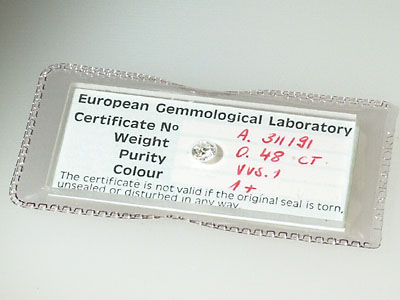 European Gemmological Laboratory
Certificate Nº A. 311191
Weight 0.48 CT.
Purity VVS.1
Colour 1+
The certificate is not valid if the original seal is torn,
unsealed or disturbed in any way